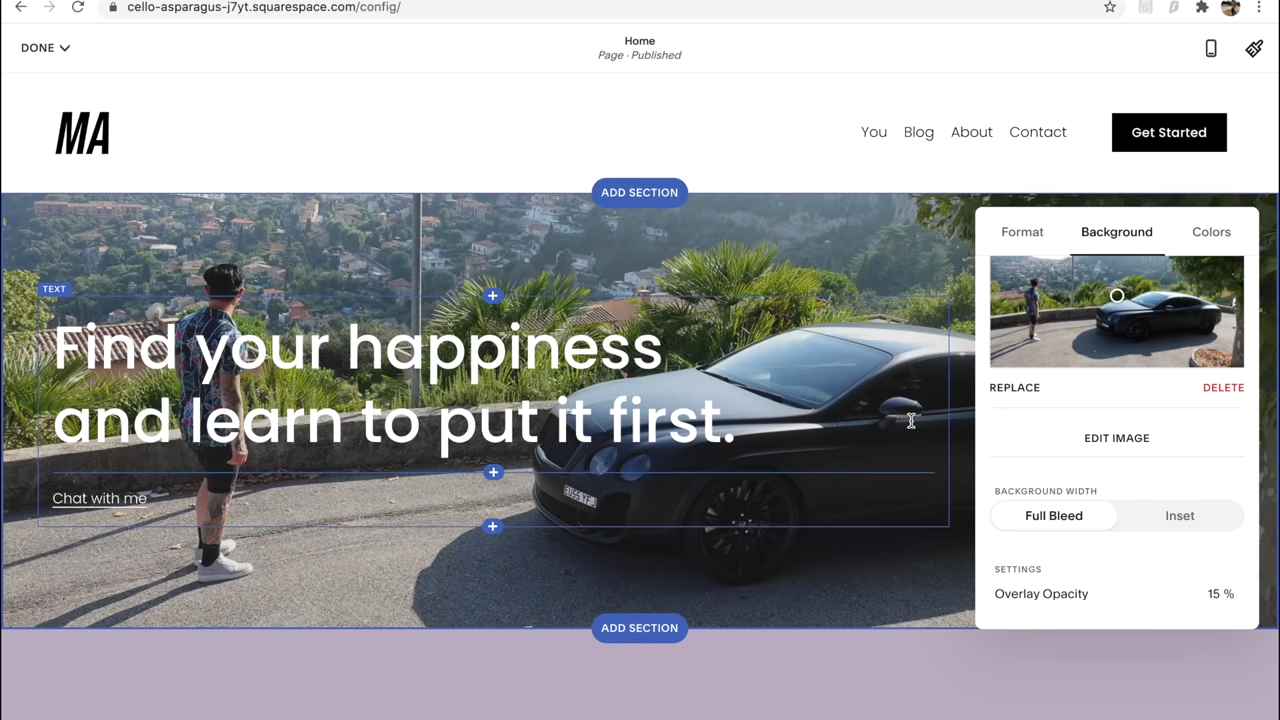 cello-asparagus-j7yt.squarespace.com/config/
DONE
Home
Page · Published
MA
You Blog About Contact Get Started
ADD SECTION
Format Background Colors
TEXT
Find your happiness
and learn to put it first.
REPLACE DELETE
EDIT IMAGE
Chat with me
BACKGROUND WIDTH
Full Bleed Inset
SETTINGS
Overlay Opacity 15 %
ADD SECTION